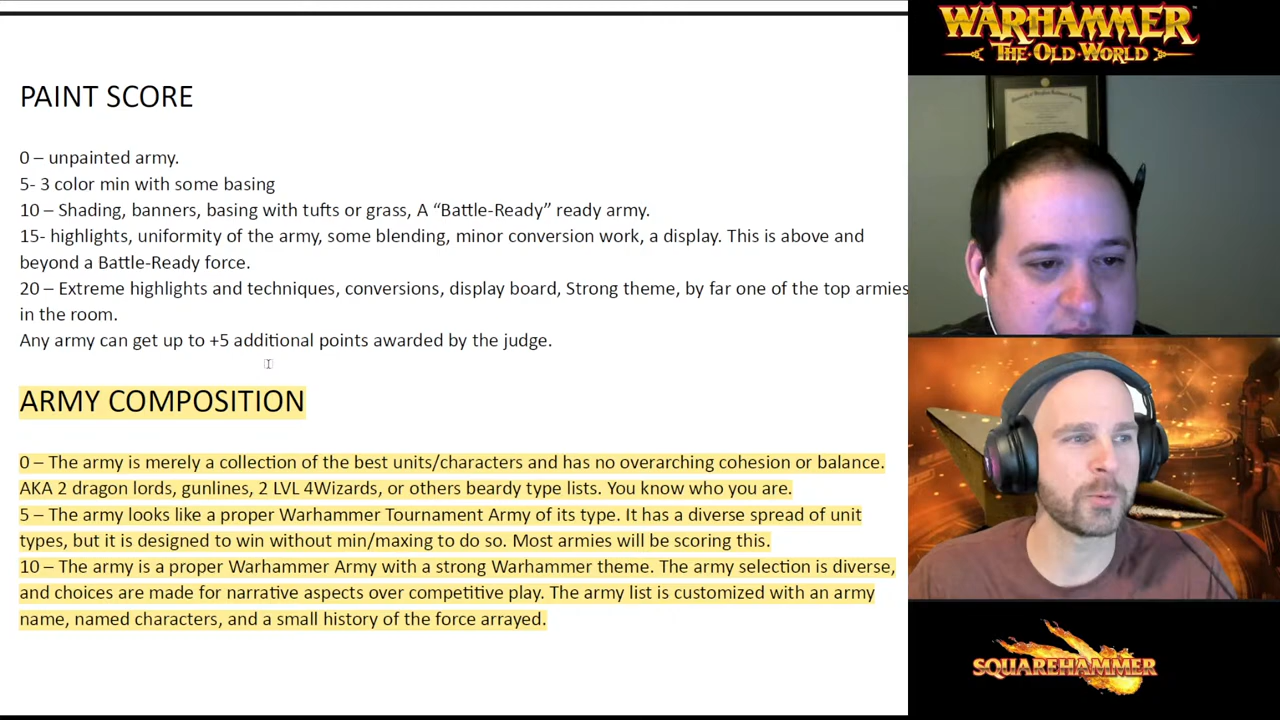 PAINT SCORE
0 – unpainted army.
5- 3 color min with some basing
10 – Shading, banners, basing with tufts or grass, A “Battle-Ready” ready army.
15- highlights, uniformity of the army, some blending, minor conversion work, a display. This is above and
beyond a Battle-Ready force.
20 – Extreme highlights and techniques, conversions, display board, Strong theme, by far one of the top armies
in the room.
Any army can get up to +5 additional points awarded by the judge.
ARMY COMPOSITION
0 – The army is merely a collection of the best units/characters and has no overarching cohesion or balance.
AKA 2 dragon lords, gunlines, 2 LVL 4Wizards, or others beardy type lists. You know who you are.
5 – The army looks like a proper Warhammer Tournament Army of its type. It has a diverse spread of unit
types, but it is designed to win without min/maxing to do so. Most armies will be scoring this.
10 – The army is a proper Warhammer Army with a strong Warhammer theme. The army selection is diverse,
and choices are made for narrative aspects over competitive play. The army list is customized with an army
name, named characters, and a small history of the force arrayed.
WARHAMMER
THE OLD WORLD
SQUAREHAMMER